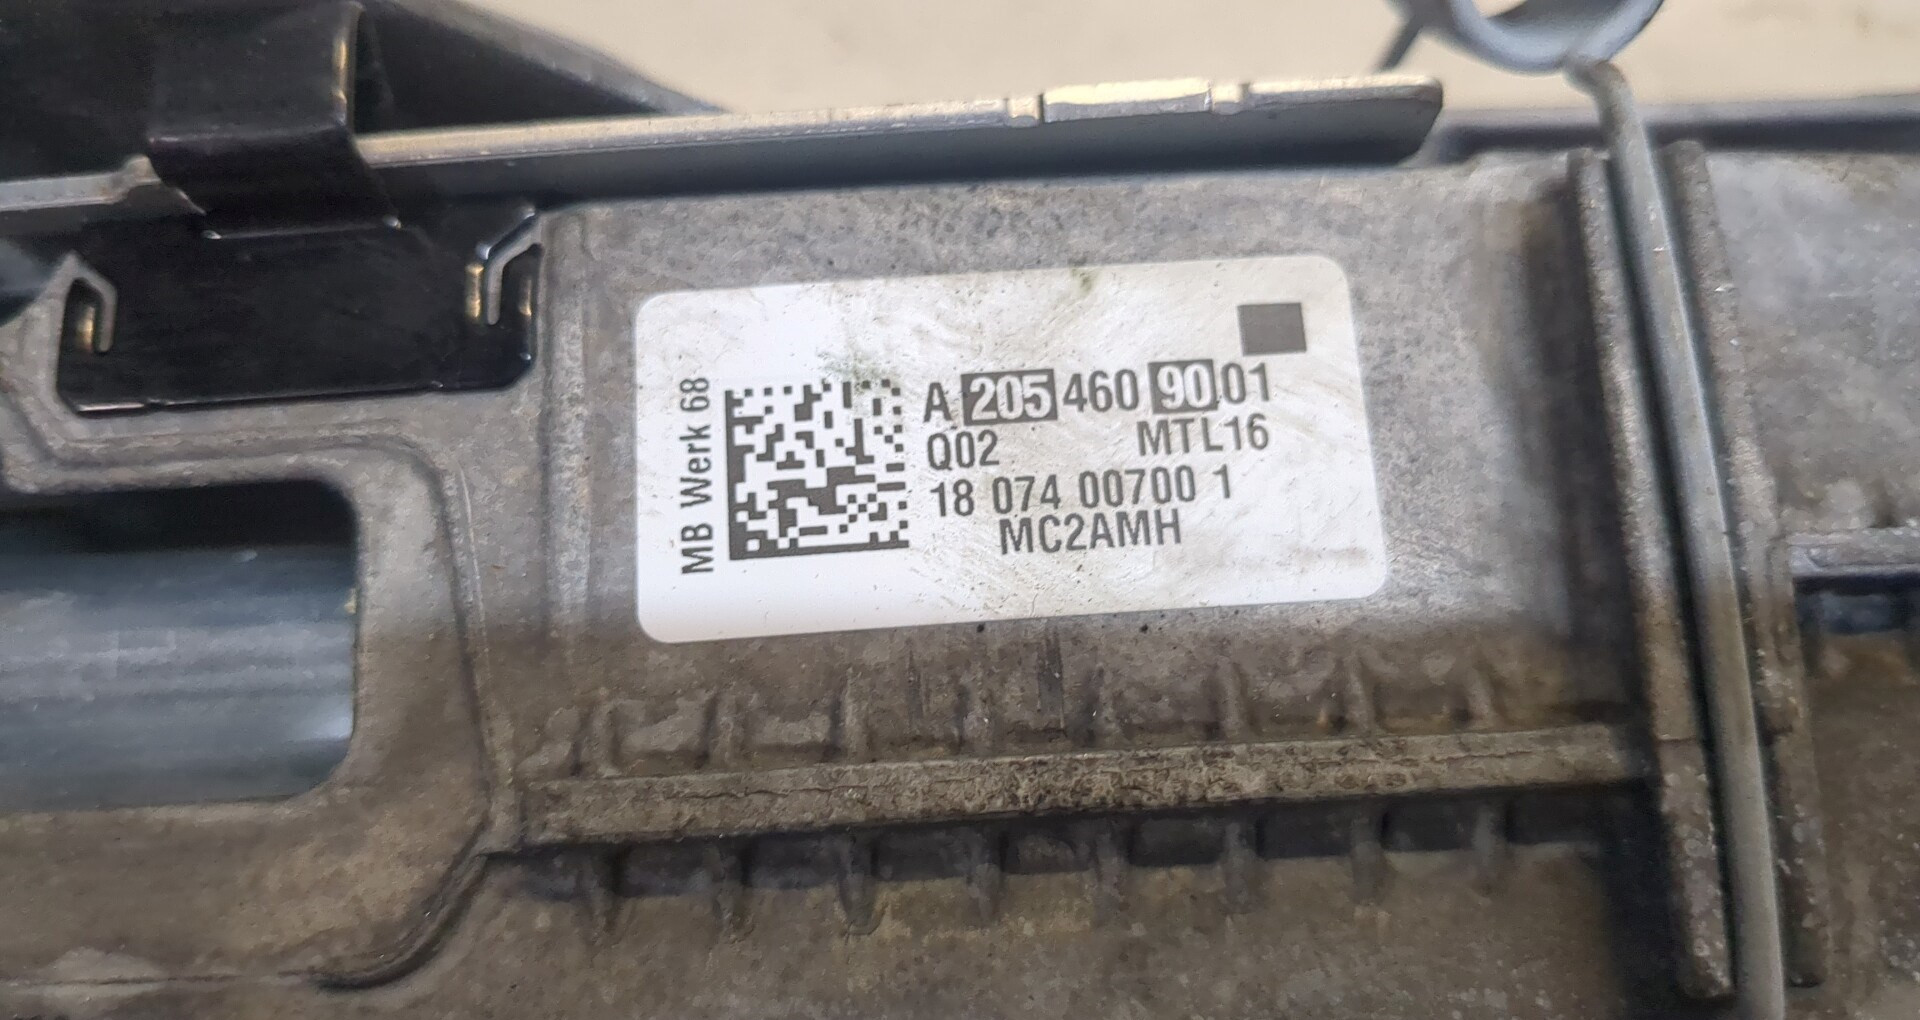 MB Werk 68
A 205 460 90 01
Q02 MTL16
18 074 00700 1
MC2AMH